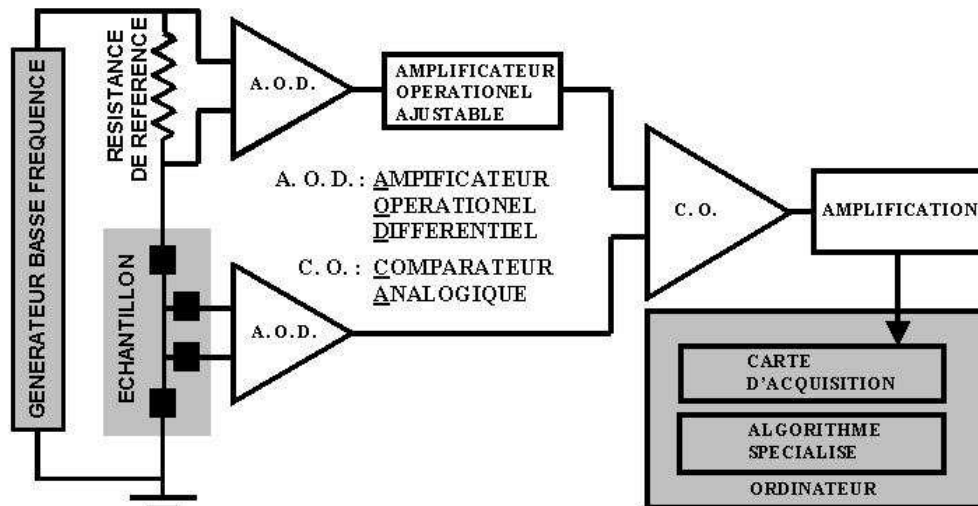 GENERATEUR BASSE FREQUENCE
RESISTANCE
DE REFERENCE
A. O. D.
AMPLIFICATEUR
OPERATIONEL
AJUSTABLE
A. O. D. : AMPIFICATEUR
OPERATIONEL
DIFFERENTIEL
C. O. : COMPARATEUR
ANALOGIQUE
C. O.
AMPLIFICATION
ECHANTILLON
A. O. D.
CARTE
D'ACQUISITION
ALGORITHME
SPECIALISE
ORDINATEUR